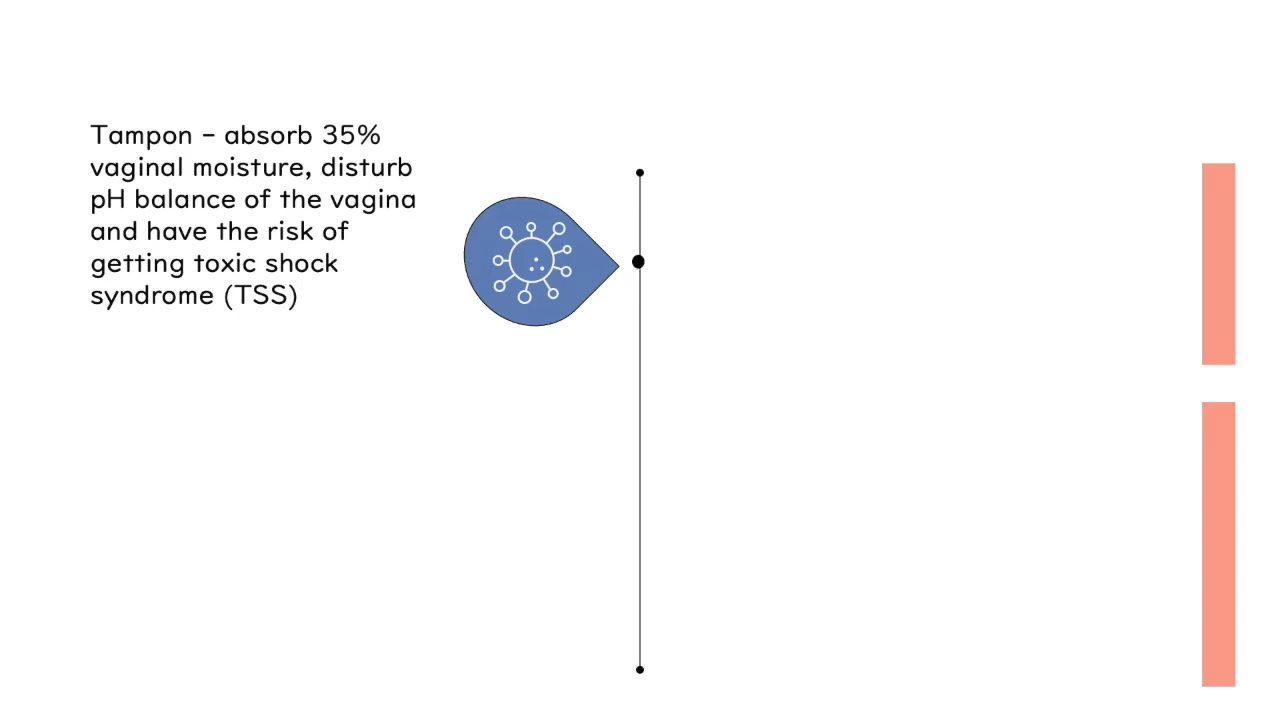 Tampon - absorb 35%
vaginal moisture, disturb
pH balance of the vagina
and have the risk of
getting toxic shock
syndrome (TSS)